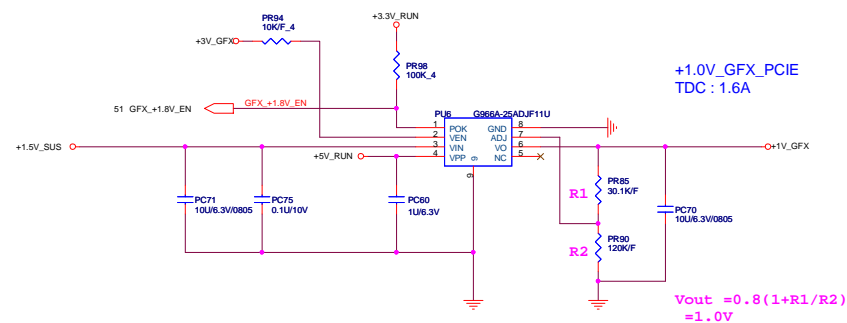 PR94
10K/F_4
+3V_GFX
+3.3V_RUN
PR98
100K_4
+1.0V_GFX_PCIE
TDC : 1.6A
51 GFX_+1.8V_EN
GFX_+1.8V_EN
PU6
G966A-25ADJF11U
1 POK GND 8
2 VEN ADJ 7
3 VIN VO 6
4 VPP NC 5
9
9
+1.5V_SUS
+5V_RUN
+1V_GFX
PC71
10U/6.3V/0805
PC75
0.1U/10V
PC60
1U/6.3V
R1
PR85
30.1K/F
R2
PR90
120K/F
PC70
10U/6.3V/0805
Vout =0.8(1+R1/R2)
=1.0V